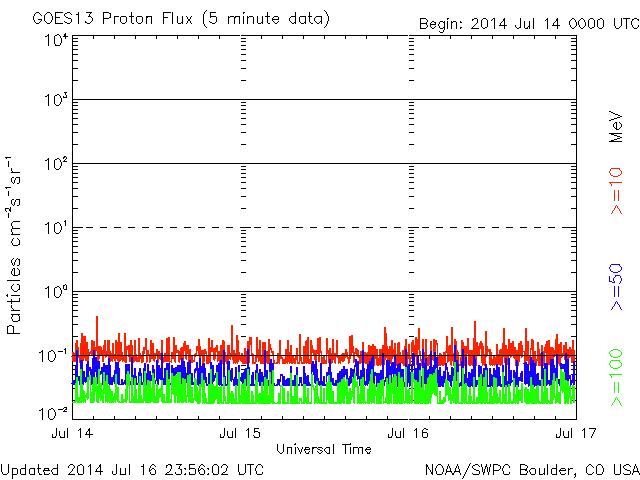 GOES13 Proton Flux (5 minute data)
Begin: 2014 Jul 14 0000 UTC
Particles cm⁻²s⁻¹sr⁻¹
10⁴
10³
10²
10¹
10⁰
10⁻¹
10⁻²
Jul 14
Jul 15
Jul 16
Jul 17
Universal Time
MeV
>=10
>=50
>=100
Updated 2014 Jul 16 23:56:02 UTC
NOAA/SWPC Boulder, CO USA